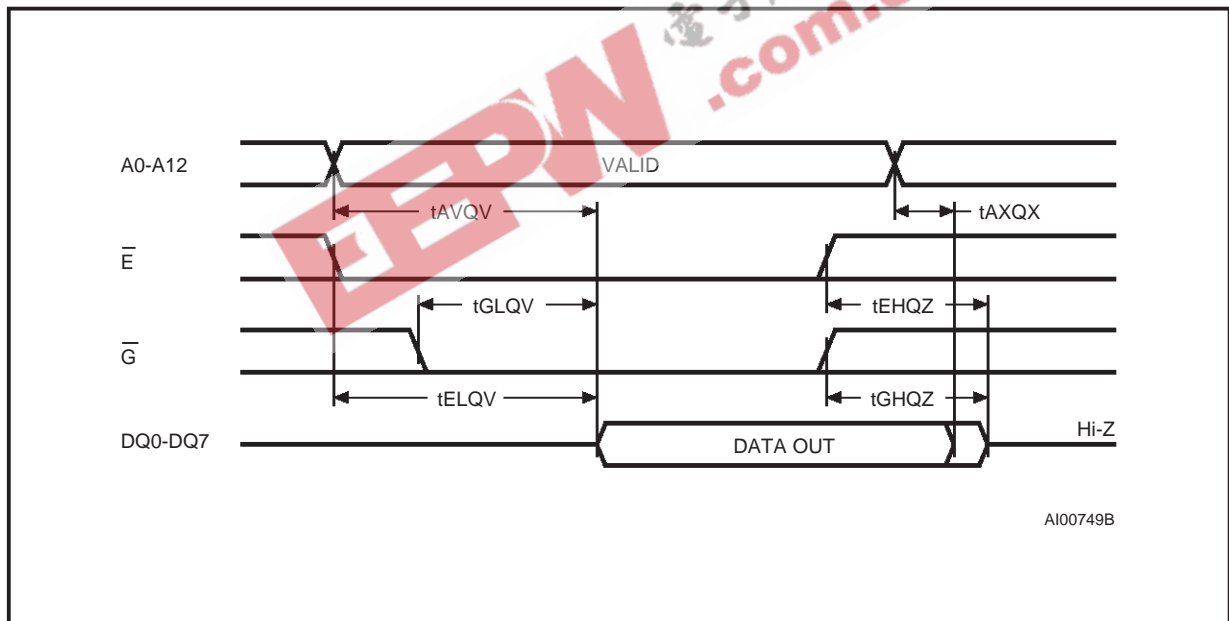 EEPW
.com.
A0-A12
VALID
tAVQV
tAXQX
E
tGLQV
tEHQZ
G
tELQV
tGHQZ
DQ0-DQ7
DATA OUT
Hi-Z
AI00749B